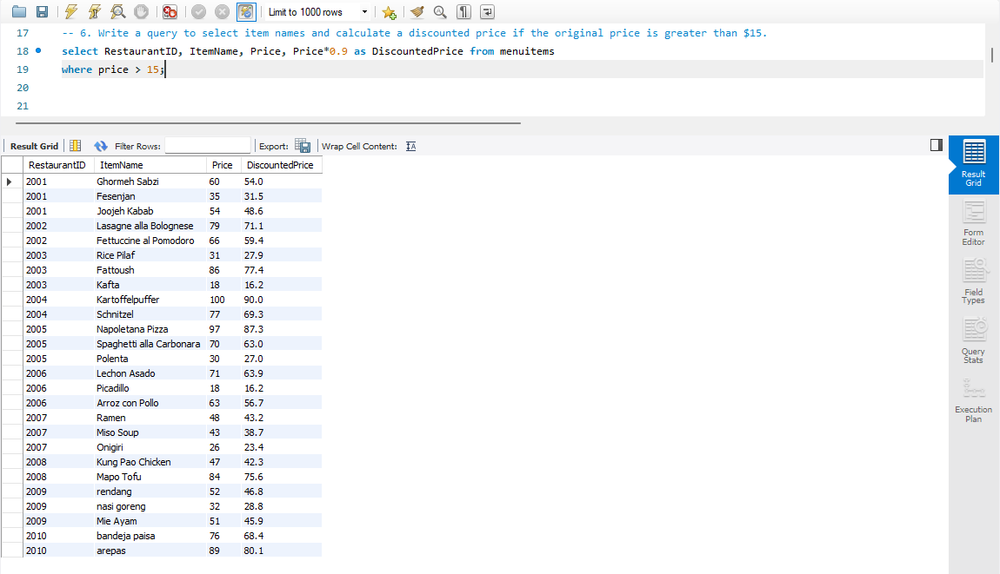 Limit to 1000 rows
17 -- 6. Write a query to select item names and calculate a discounted price if the original price is greater than $15.
18 select RestaurantID, ItemName, Price, Price*0.9 as DiscountedPrice from menuitems
19 where price > 15;
20
21
Result Grid Filter Rows: Export: Wrap Cell Content: IA
RestaurantID ItemName Price DiscountedPrice
2001 Ghormeh Sabzi 60 54.0
2001 Fesenjan 35 31.5
2001 Joojeh Kabab 54 48.6
2002 Lasagne alla Bolognese 79 71.1
2002 Fettuccine al Pomodoro 66 59.4
2003 Rice Pilaf 31 27.9
2003 Fattoush 86 77.4
2003 Kafta 18 16.2
2004 Kartoffelpuffer 100 90.0
2004 Schnitzel 77 69.3
2005 Napoletana Pizza 97 87.3
2005 Spaghetti alla Carbonara 70 63.0
2005 Polenta 30 27.0
2006 Lechon Asado 71 63.9
2006 Picadillo 18 16.2
2006 Arroz con Pollo 63 56.7
2007 Ramen 48 43.2
2007 Miso Soup 43 38.7
2007 Onigiri 26 23.4
2008 Kung Pao Chicken 47 42.3
2008 Mapo Tofu 84 75.6
2009 rendang 52 46.8
2009 nasi goreng 32 28.8
2009 Mie Ayam 51 45.9
2010 bandeja paisa 76 68.4
2010 arepas 89 80.1
Result
Grid
Form
Editor
Field
Types
Query
Stats
Execution
Plan